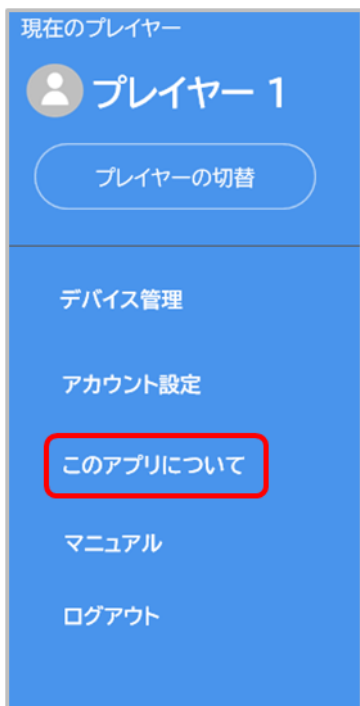 現在のプレイヤー
プレイヤー 1
プレイヤーの切替
デバイス管理
アカウント設定
このアプリについて
マニュアル
ログアウト